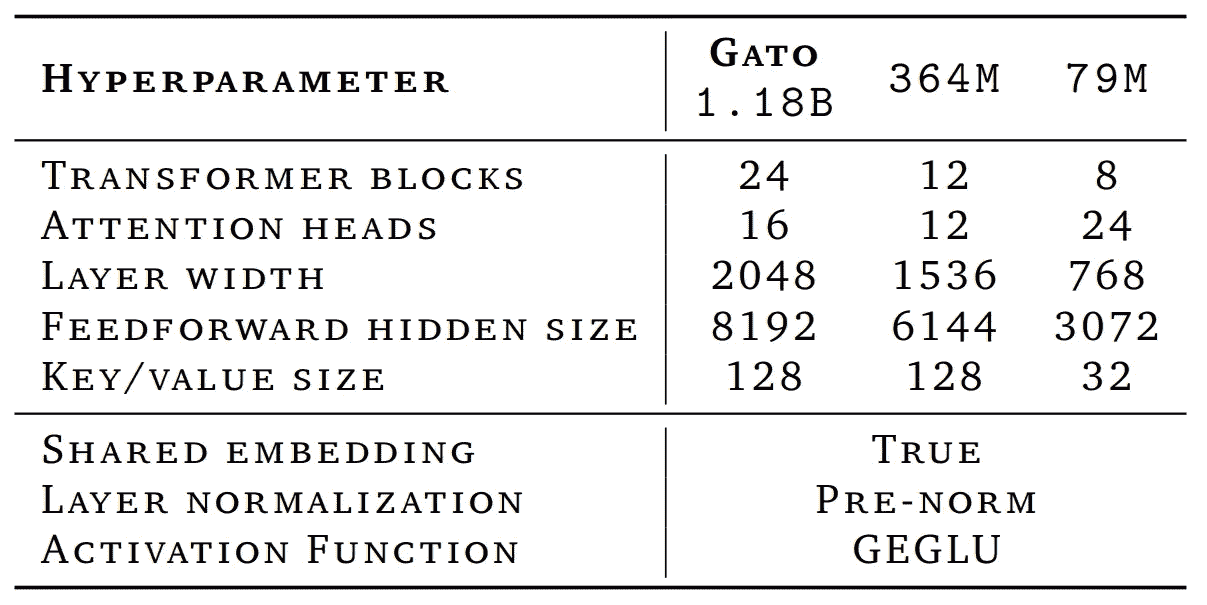 HYPERPARAMETER GATO 1.18B 364M 79M
TRANSFORMER BLOCKS 24 12 8
ATTENTION HEADS 16 12 24
LAYER WIDTH 2048 1536 768
FEEDFORWARD HIDDEN SIZE 8192 6144 3072
KEY/VALUE SIZE 128 128 32
SHARED EMBEDDING TRUE
LAYER NORMALIZATION PRE-NORM
ACTIVATION FUNCTION GEGLU